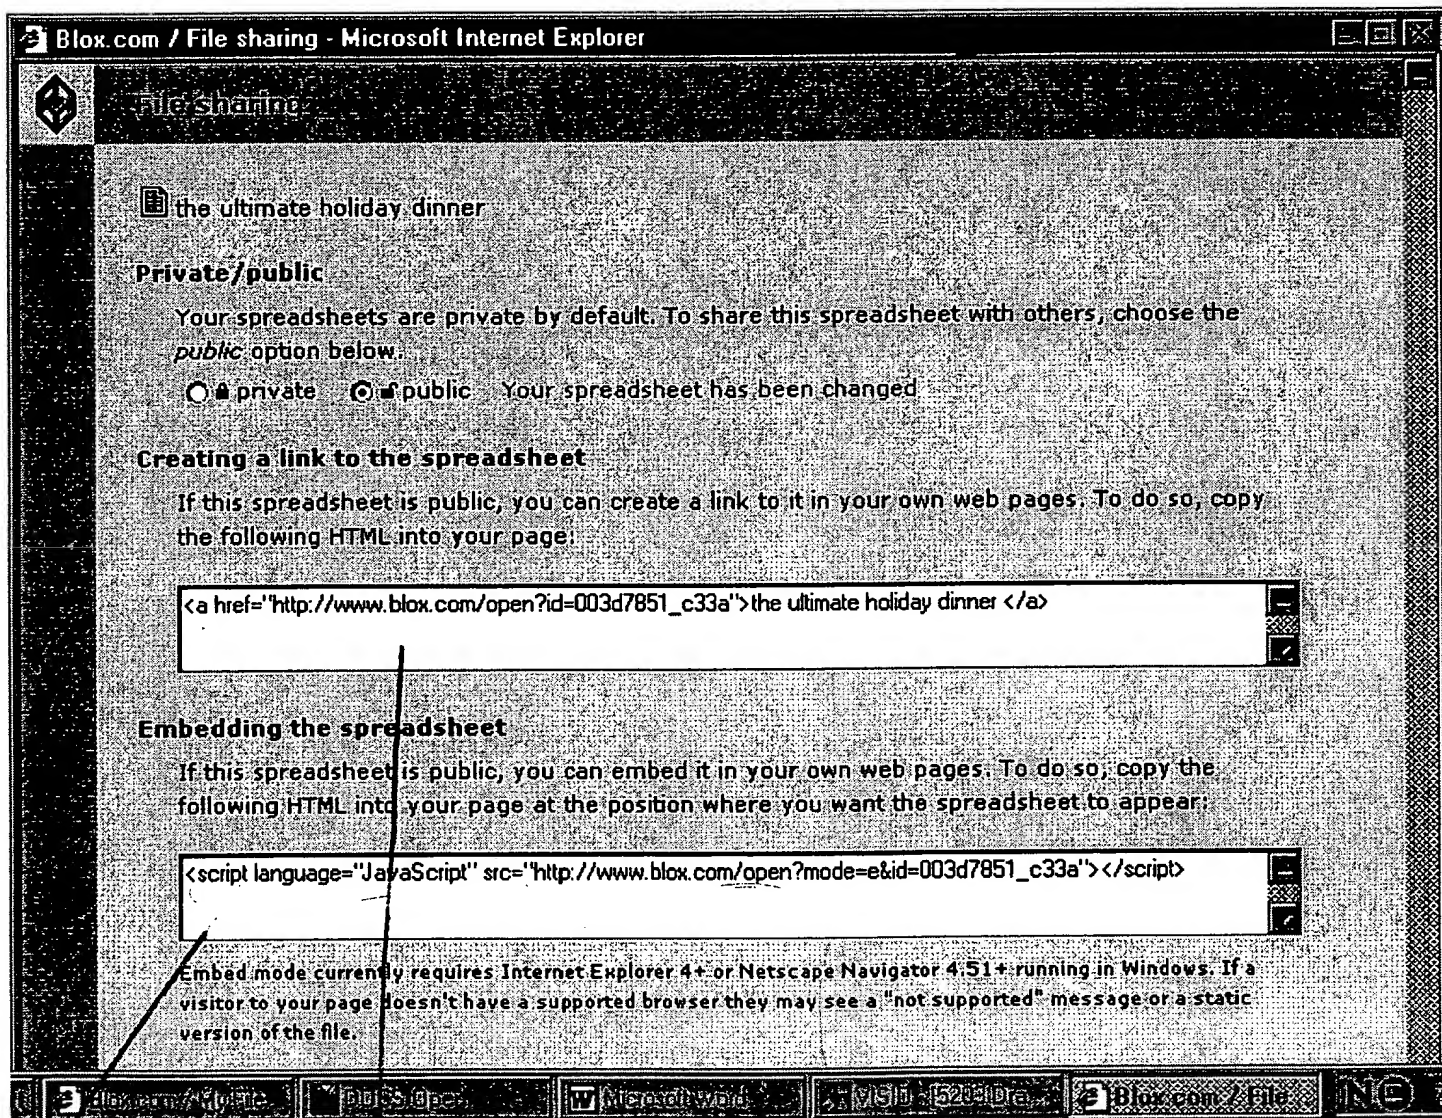 Blox.com / File sharing - Microsoft Internet Explorer
File sharing
the ultimate holiday dinner
Private/public
Your spreadsheets are private by default. To share this spreadsheet with others, choose the
public option below.
private public Your spreadsheet has been changed
Creating a link to the spreadsheet
If this spreadsheet is public, you can create a link to it in your own web pages. To do so, copy
the following HTML into your page:
<a href="http://www.blox.com/open?id=003d7851_c33a">the ultimate holiday dinner </a>
Embedding the spreadsheet
If this spreadsheet is public, you can embed it in your own web pages. To do so, copy the
following HTML into your page at the position where you want the spreadsheet to appear:
<script language="JavaScript" src="http://www.blox.com/open?mode=e&id=003d7851_c33a"></script>
Embed mode currently requires Internet Explorer 4+ or Netscape Navigator 4.51+ running in Windows. If a
visitor to your page doesn't have a supported browser they may see a "not supported" message or a static
version of the file.
Blox.com / My File Microsoft Word Blox.com / File...